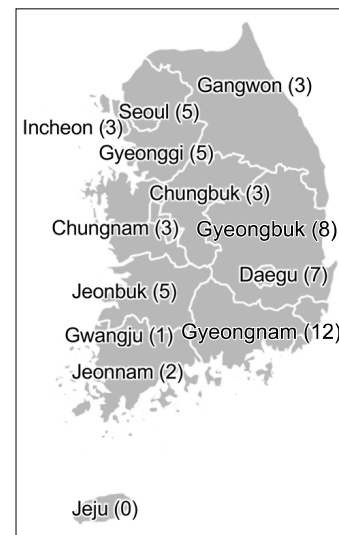 Gangwon (3)
Seoul (5)
Incheon (3)
Gyeonggi (5)
Chungbuk (3)
Chungnam (3)
Gyeongbuk (8)
Daegu (7)
Jeonbuk (5)
Gwangju (1)
Gyeongnam (12)
Jeonnam (2)
Jeju (0)